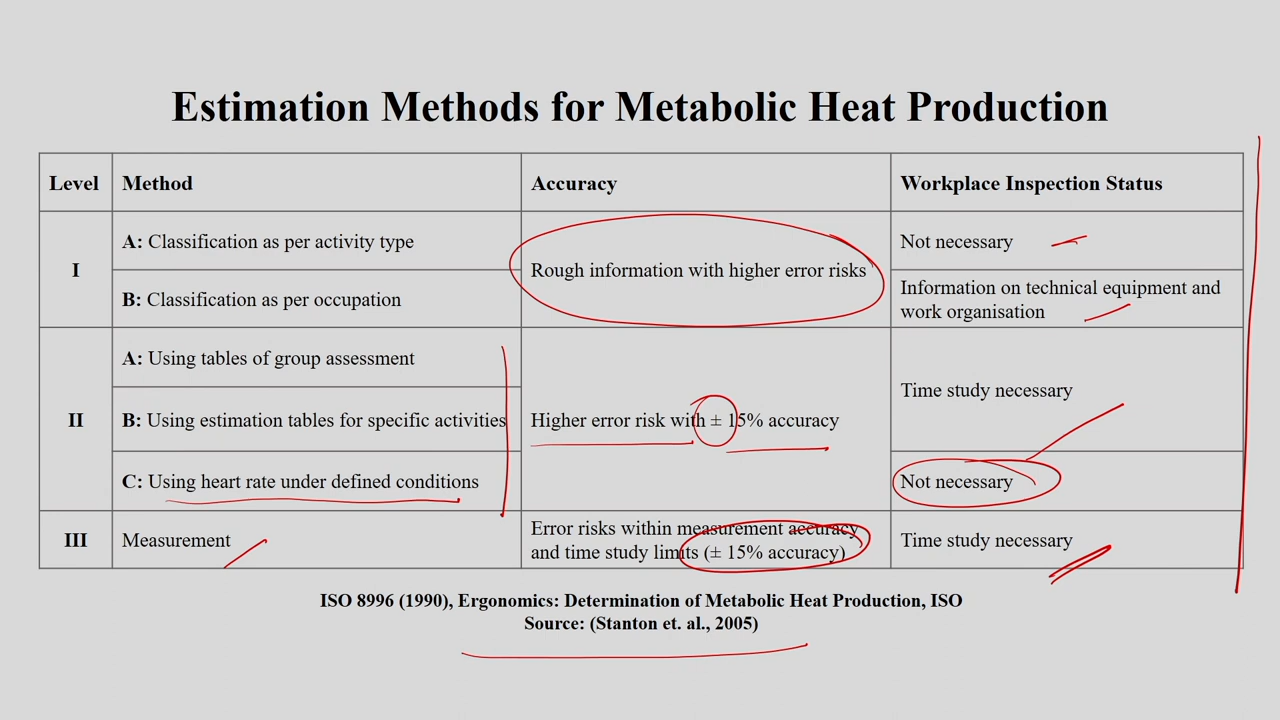 Estimation Methods for Metabolic Heat Production
Level Method Accuracy Workplace Inspection Status
I
A: Classification as per activity type
Rough information with higher error risks
Not necessary
B: Classification as per occupation
Information on technical equipment and
work organisation
II
A: Using tables of group assessment
Higher error risk with ± 15% accuracy
Time study necessary
B: Using estimation tables for specific activities
C: Using heart rate under defined conditions
Not necessary
III
Measurement
Error risks within measurement accuracy
and time study limits (± 15% accuracy)
Time study necessary
ISO 8996 (1990), Ergonomics: Determination of Metabolic Heat Production, ISO
Source: (Stanton et. al., 2005)